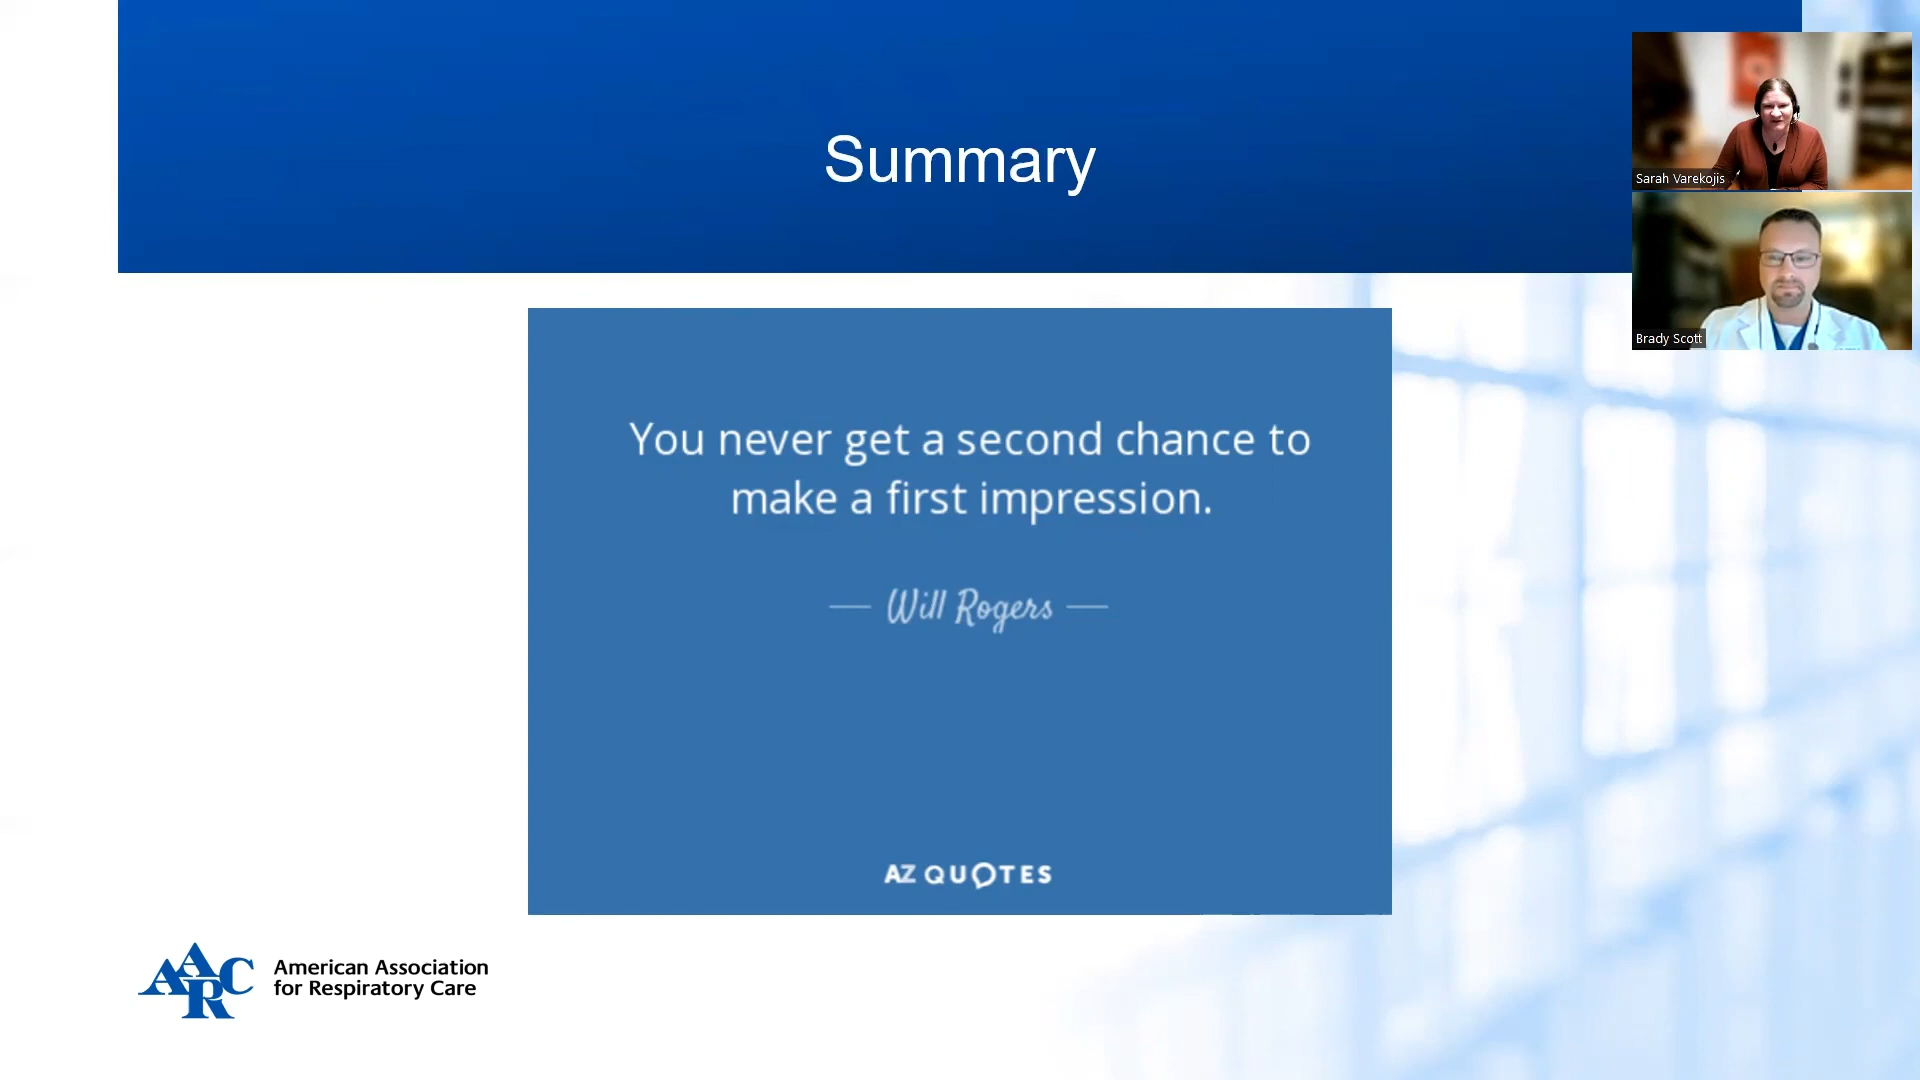 Summary
Sarah Varekojis
Brady Scott
You never get a second chance to
make a first impression.
— Will Rogers —
AZ QUOTES
AARC
American Association
for Respiratory Care